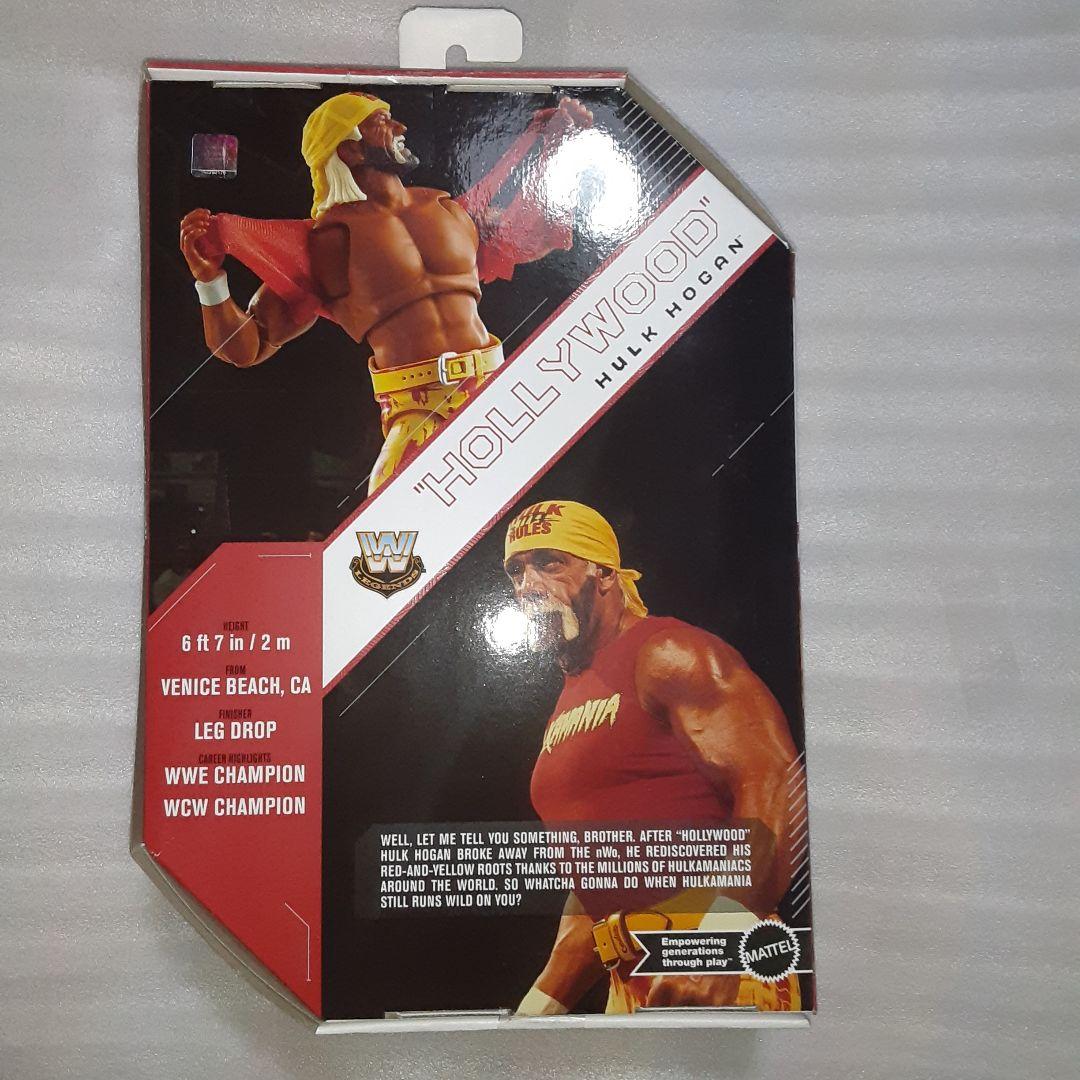 "HOLLYWOOD"
HULK HOGAN™
W
LEGENDS
HULK
RULES
HEIGHT
6 ft 7 in / 2 m
FROM
VENICE BEACH, CA
FINISHER
LEG DROP
CAREER HIGHLIGHTS
WWE CHAMPION
WCW CHAMPION
WELL, LET ME TELL YOU SOMETHING, BROTHER. AFTER “HOLLYWOOD”
HULK HOGAN BROKE AWAY FROM THE nWo, HE REDISCOVERED HIS
RED-AND-YELLOW ROOTS THANKS TO THE MILLIONS OF HULKAMANIACS
AROUND THE WORLD. SO WHATCHA GONNA DO WHEN HULKAMANIA
STILL RUNS WILD ON YOU?
Empowering
generations
through play™
MATTEL